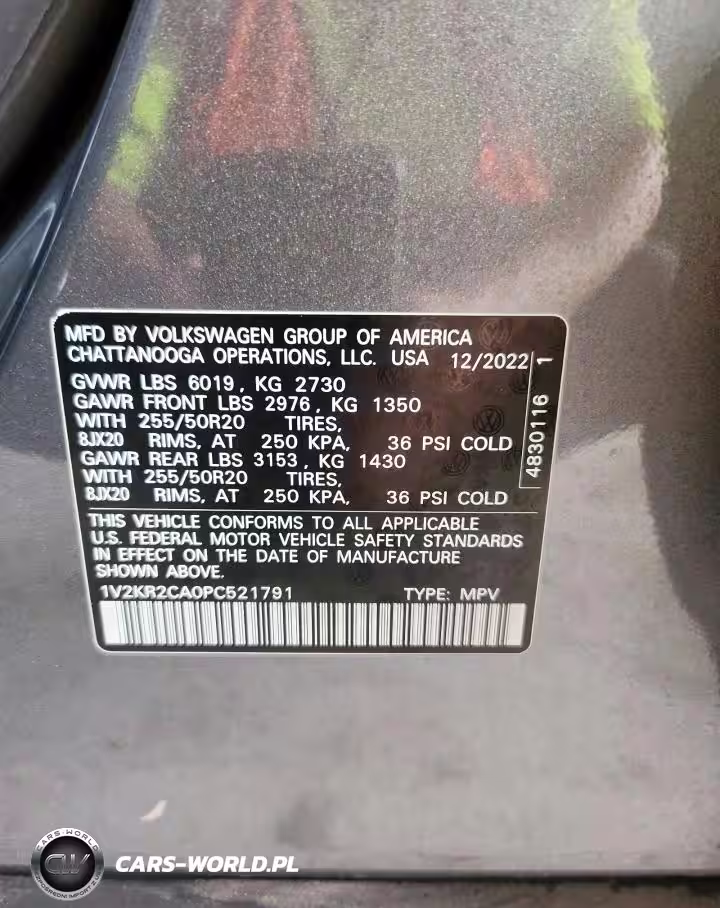 MFD BY VOLKSWAGEN GROUP OF AMERICA
CHATTANOOGA OPERATIONS, LLC. USA 12/2022
GVWR LBS 6019, KG 2730
GAWR FRONT LBS 2976, KG 1350
WITH 255/50R20 TIRES,
8JX20 RIMS, AT 250 KPA, 36 PSI COLD
GAWR REAR LBS 3153, KG 1430
WITH 255/50R20 TIRES,
8JX20 RIMS, AT 250 KPA, 36 PSI COLD
4830116 1
THIS VEHICLE CONFORMS TO ALL APPLICABLE
U.S. FEDERAL MOTOR VEHICLE SAFETY STANDARDS
IN EFFECT ON THE DATE OF MANUFACTURE
SHOWN ABOVE.
1V2KR2CA0PC521791 TYPE: MPV
CARS-WORLD
CW
CARS-WORLD.PL